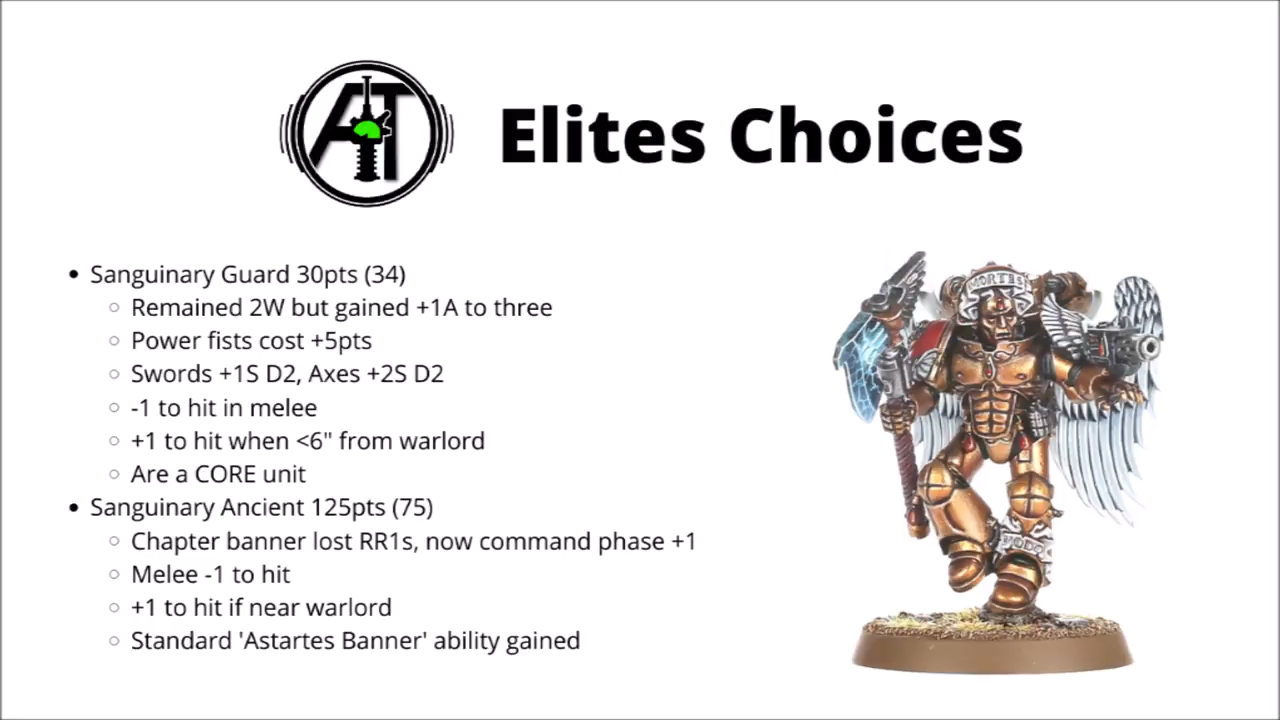 AT
Elites Choices
• Sanguinary Guard 30pts (34)
○ Remained 2W but gained +1A to three
○ Power fists cost +5pts
○ Swords +1S D2, Axes +2S D2
○ -1 to hit in melee
○ +1 to hit when <6" from warlord
○ Are a CORE unit
• Sanguinary Ancient 125pts (75)
○ Chapter banner lost RR1s, now command phase +1
○ Melee -1 to hit
○ +1 to hit if near warlord
○ Standard 'Astartes Banner' ability gained
MORTIS